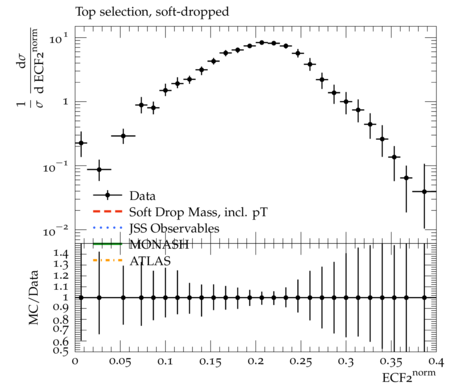 Top selection, soft-dropped
1/σ dσ/d ECF2^norm
10^1
1
10^−1
10^−2
Data
Soft Drop Mass, incl. pT
JSS Observables
MONASH
ATLAS
MC/Data
1.4
1.3
1.2
1.1
1
0.9
0.8
0.7
0.6
0.5
0 0.05 0.1 0.15 0.2 0.25 0.3 0.35 0.4
ECF2^norm